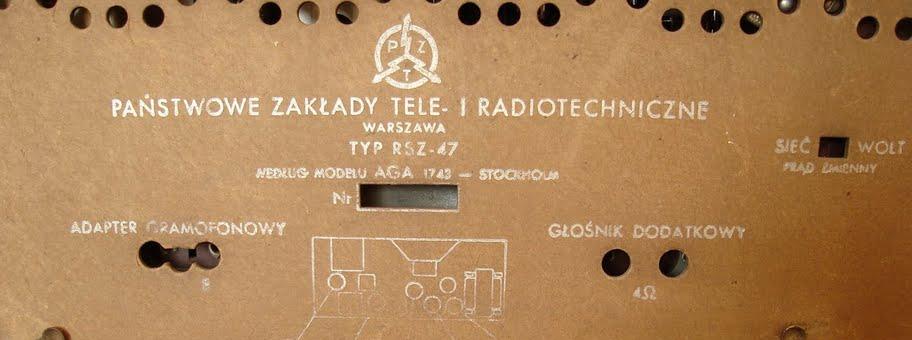 P Z
T
PAŃSTWOWE ZAKŁADY TELE- I RADIOTECHNICZNE
WARSZAWA
TYP RSZ-47
WEDŁUG MODELU AGA 1743 — STOCKHOLM
Nr
SIEĆ WOLT
PRĄD ZMIENNY
ADAPTER GRAMOFONOWY
GŁOŚNIK DODATKOWY
4Ω